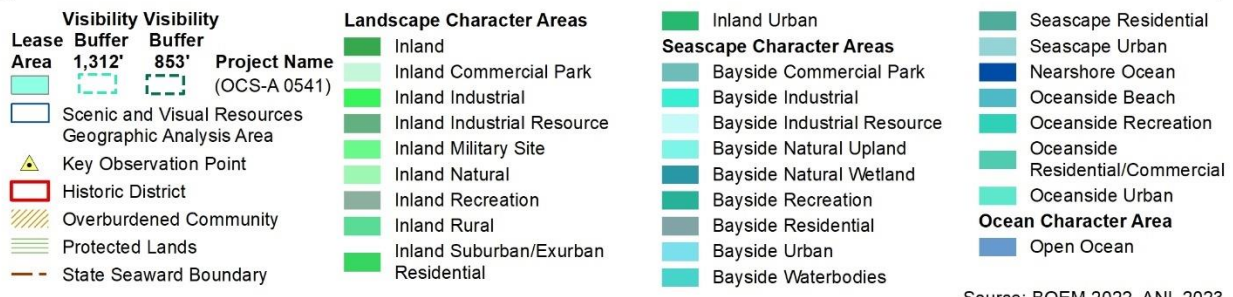 Visibility Visibility
Lease Buffer Buffer
Area 1,312' 853' Project Name
(OCS-A 0541)
Scenic and Visual Resources
Geographic Analysis Area
Key Observation Point
Historic District
Overburdened Community
Protected Lands
State Seaward Boundary
Landscape Character Areas
Inland
Inland Commercial Park
Inland Industrial
Inland Industrial Resource
Inland Military Site
Inland Natural
Inland Recreation
Inland Rural
Inland Suburban/Exurban
Residential
Inland Urban
Seascape Character Areas
Bayside Commercial Park
Bayside Industrial
Bayside Industrial Resource
Bayside Natural Upland
Bayside Natural Wetland
Bayside Recreation
Bayside Residential
Bayside Urban
Bayside Waterbodies
Seascape Residential
Seascape Urban
Nearshore Ocean
Oceanside Beach
Oceanside Recreation
Oceanside
Residential/Commercial
Oceanside Urban
Ocean Character Area
Open Ocean
Source: BOEM 2022, ANL 2023